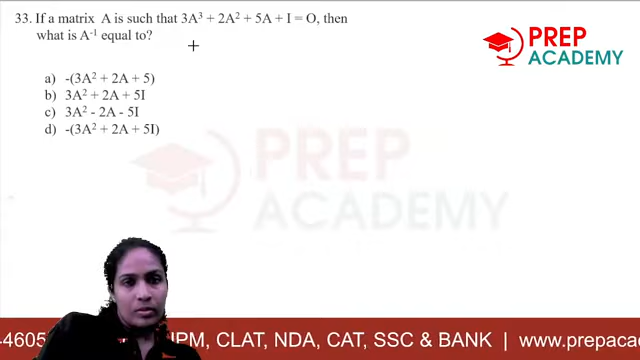 33. If a matrix A is such that 3A³ + 2A² + 5A + I = O, then
what is A⁻¹ equal to?
a) -(3A² + 2A + 5)
b) 3A² + 2A + 5I
c) 3A² - 2A - 5I
d) -(3A² + 2A + 5I)
PREP
ACADEMY
PREP
ACADEMY
44605 IPM, CLAT, NDA, CAT, SSC & BANK | www.prepaca